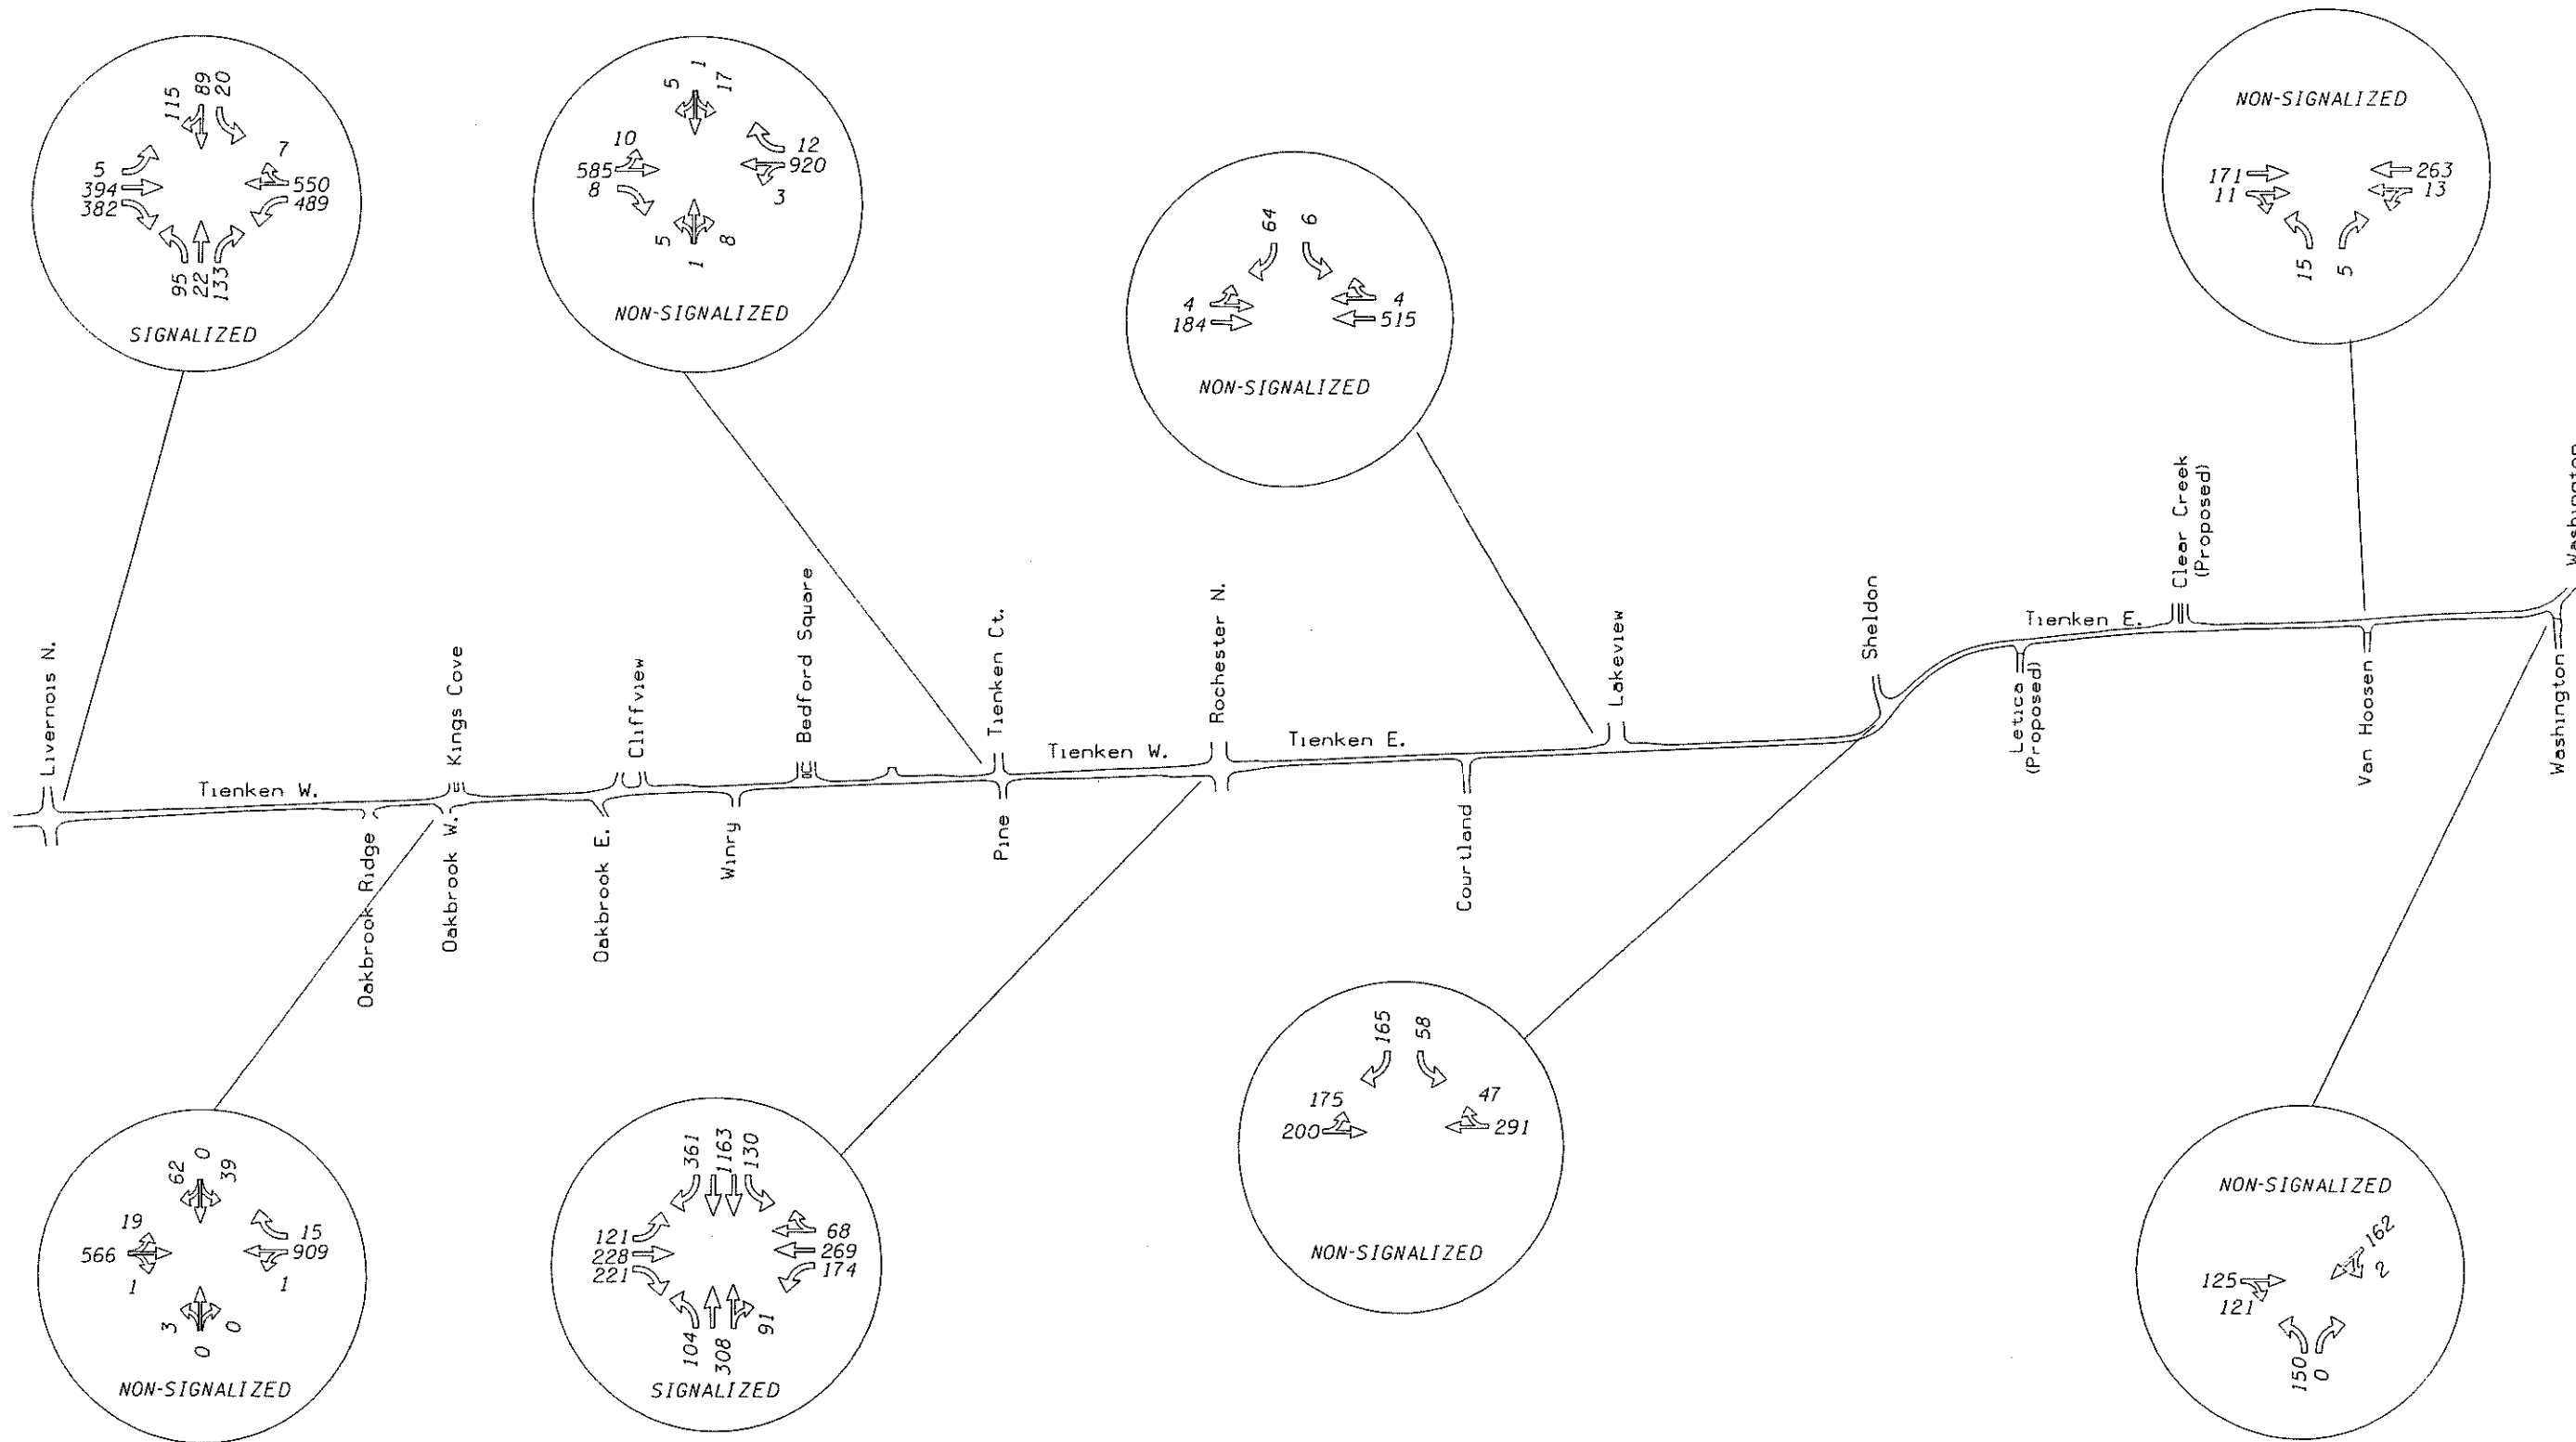 115
89
20
5
394
382
7
550
489
95
22
133
SIGNALIZED
5
1
17
10
585
8
12
920
3
5
1
8
NON-SIGNALIZED
64
6
4
184
4
515
NON-SIGNALIZED
NON-SIGNALIZED
171
11
263
13
15
5
Livernois N.
Tienken W.
Oakbrook Ridge
Kings Cove
Oakbrook W.
Cliffview
Oakbrook E.
Winry
Bedford Square
Tienken Ct.
Pine
Tienken W.
Rochester N.
Tienken E.
Courtland
Lakeview
Sheldon
Letica
(Proposed)
Tienken E.
Clear Creek
(Proposed)
Van Hoosen
Washington
Washington
62
0
39
19
566
1
15
909
1
3
0
0
NON-SIGNALIZED
361
1163
130
121
228
221
68
269
174
104
308
91
SIGNALIZED
165
58
175
200
47
291
NON-SIGNALIZED
NON-SIGNALIZED
162
2
125
121
150
0